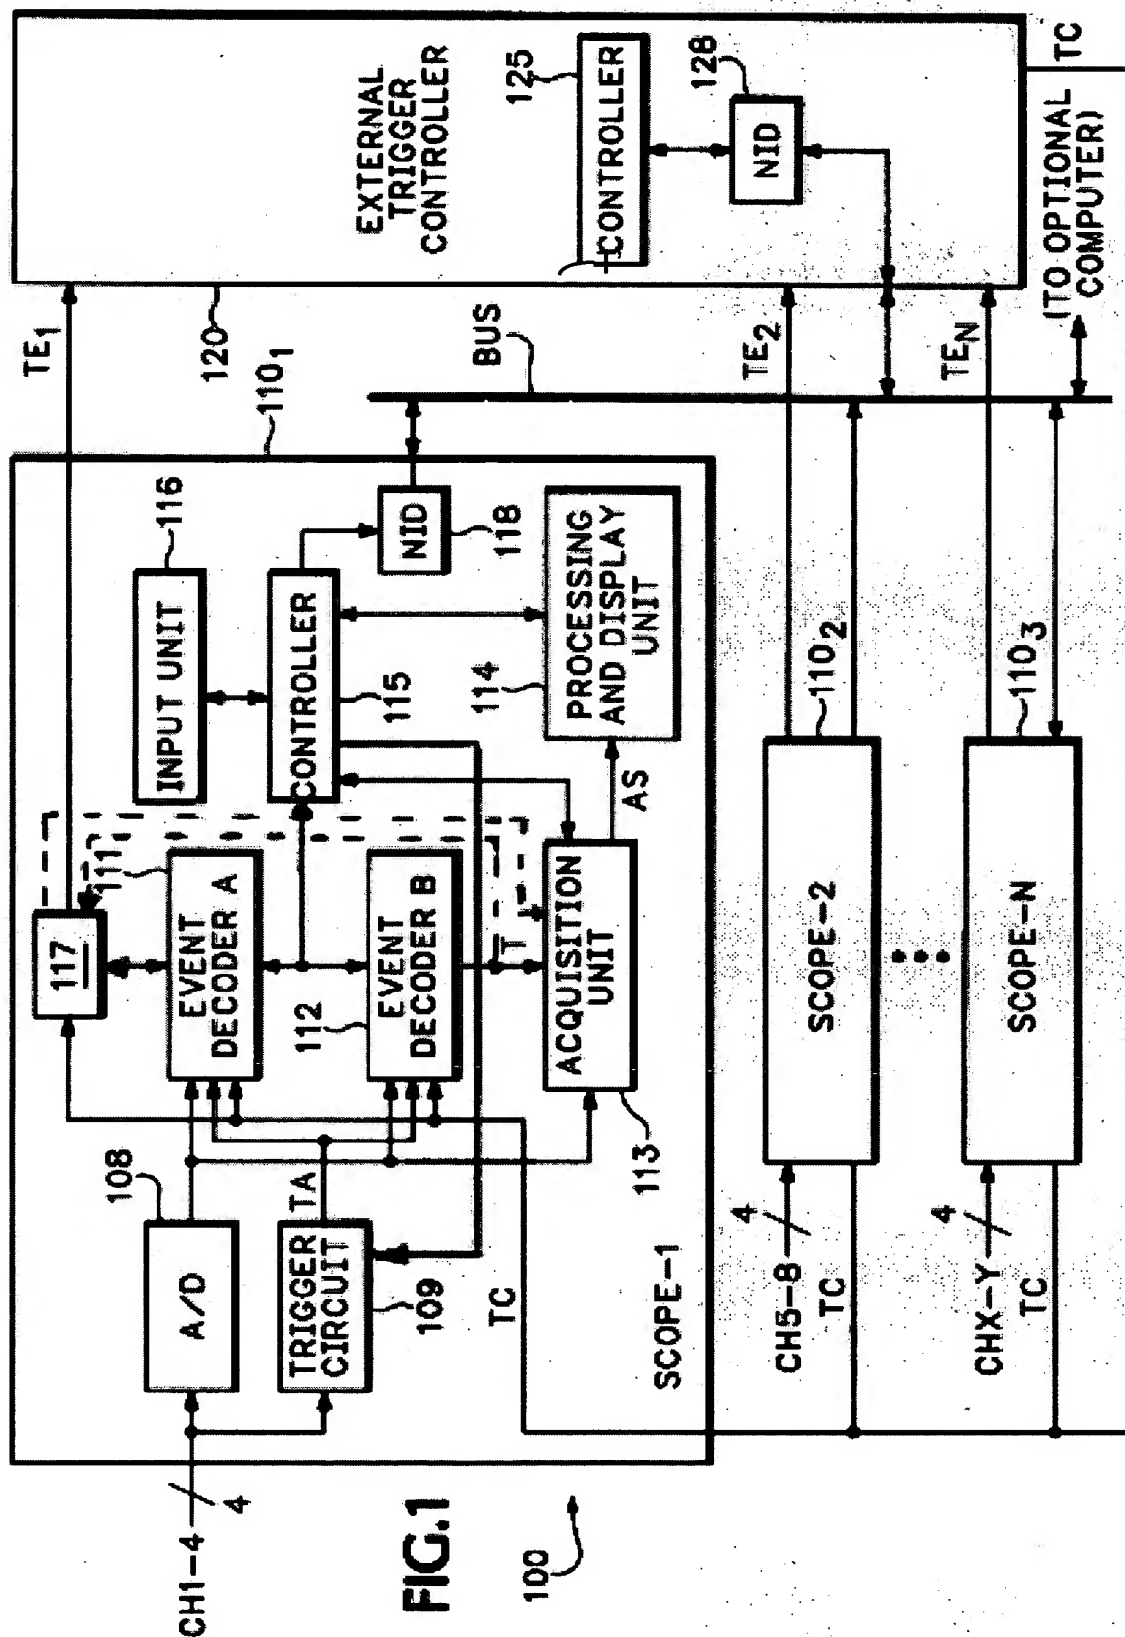 FIG.1
100
CH1-4
4
A/D
108
TRIGGER
CIRCUIT
109
TA
TC
117
EVENT
DECODER A
111
EVENT
DECODER B
112
T
ACQUISITION
UNIT
113
AS
INPUT UNIT
116
CONTROLLER
115
NID
118
PROCESSING
AND DISPLAY
UNIT
114
SCOPE-1
110₁
TE₁
120
EXTERNAL
TRIGGER
CONTROLLER
CONTROLLER
125
NID
128
BUS
TE₂
TEN
(TO OPTIONAL
COMPUTER)
TC
CH5-8
4
TC
SCOPE-2
110₂
CHX-Y
4
TC
SCOPE-N
110₃